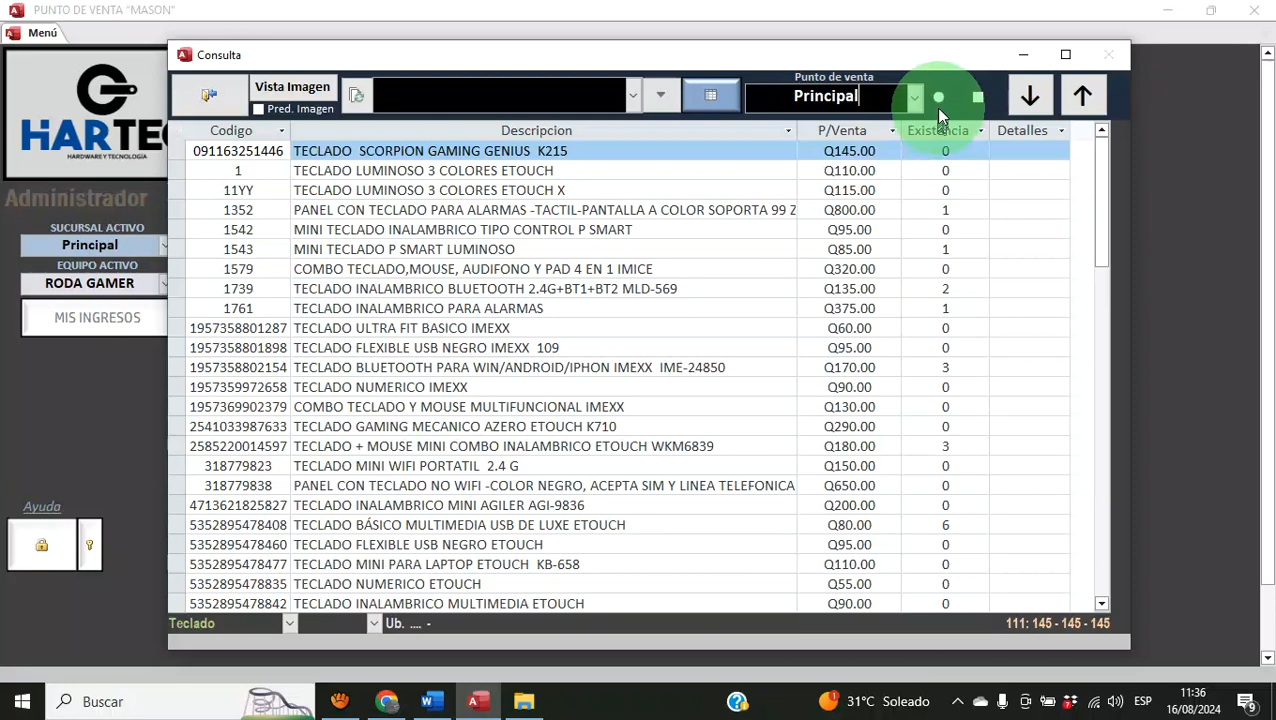 PUNTO DE VENTA "MASON"
Menú
HARTEC
HARDWARE Y TECNOLOGÍA
Administrador
SUCURSAL ACTIVO
Principal
EQUIPO ACTIVO
RODA GAMER
MIS INGRESOS
Ayuda
Consulta
Vista Imagen
Pred. Imagen
Punto de venta
Principal
Codigo Descripcion P/Venta Existencia Detalles
091163251446 TECLADO SCORPION GAMING GENIUS K215 Q145.00 0
1 TECLADO LUMINOSO 3 COLORES ETOUCH Q110.00 0
11YY TECLADO LUMINOSO 3 COLORES ETOUCH X Q115.00 0
1352 PANEL CON TECLADO PARA ALARMAS -TACTIL-PANTALLA A COLOR SOPORTA 99 Z Q800.00 1
1542 MINI TECLADO INALAMBRICO TIPO CONTROL P SMART Q95.00 0
1543 MINI TECLADO P SMART LUMINOSO Q85.00 1
1579 COMBO TECLADO,MOUSE, AUDIFONO Y PAD 4 EN 1 IMICE Q320.00 0
1739 TECLADO INALAMBRICO BLUETOOTH 2.4G+BT1+BT2 MLD-569 Q135.00 2
1761 TECLADO INALAMBRICO PARA ALARMAS Q375.00 1
1957358801287 TECLADO ULTRA FIT BASICO IMEXX Q60.00 0
1957358801898 TECLADO FLEXIBLE USB NEGRO IMEXX 109 Q95.00 0
1957358802154 TECLADO BLUETOOTH PARA WIN/ANDROID/IPHON IMEXX IME-24850 Q170.00 3
1957359972658 TECLADO NUMERICO IMEXX Q90.00 0
1957369902379 COMBO TECLADO Y MOUSE MULTIFUNCIONAL IMEXX Q130.00 0
2541033987633 TECLADO GAMING MECANICO AZERO ETOUCH K710 Q290.00 0
2585220014597 TECLADO + MOUSE MINI COMBO INALAMBRICO ETOUCH WKM6839 Q180.00 3
318779823 TECLADO MINI WIFI PORTATIL 2.4 G Q150.00 0
318779838 PANEL CON TECLADO NO WIFI -COLOR NEGRO, ACEPTA SIM Y LINEA TELEFONICA Q650.00 0
4713621825827 TECLADO INALAMBRICO MINI AGILER AGI-9836 Q200.00 0
5352895478408 TECLADO BÁSICO MULTIMEDIA USB DE LUXE ETOUCH Q80.00 6
5352895478460 TECLADO FLEXIBLE USB NEGRO ETOUCH Q95.00 0
5352895478477 TECLADO MINI PARA LAPTOP ETOUCH KB-658 Q110.00 0
5352895478835 TECLADO NUMERICO ETOUCH Q55.00 0
5352895478842 TECLADO INALAMBRICO MULTIMEDIA ETOUCH Q90.00 0
Teclado Ub. .... - 111: 145 - 145 - 145
Buscar
31°C Soleado
ESP
11:36
16/08/2024
7
9